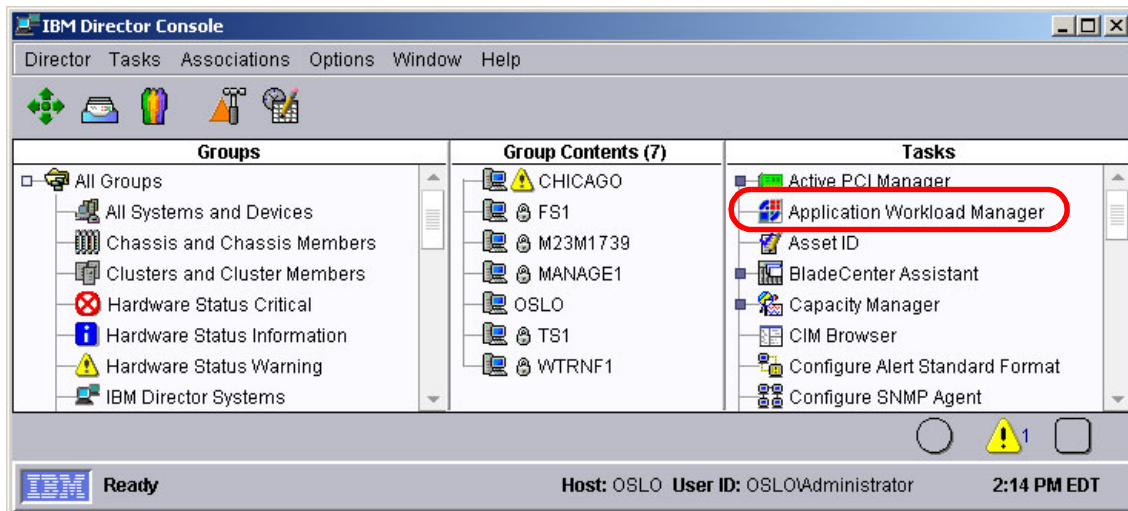 IBM Director Console
Director Tasks Associations Options Window Help
Groups
All Groups
All Systems and Devices
Chassis and Chassis Members
Clusters and Cluster Members
Hardware Status Critical
Hardware Status Information
Hardware Status Warning
IBM Director Systems
Group Contents (7)
CHICAGO
FS1
M23M1739
MANAGE1
OSLO
TS1
WTRNF1
Tasks
Active PCI Manager
Application Workload Manager
Asset ID
BladeCenter Assistant
Capacity Manager
CIM Browser
Configure Alert Standard Format
Configure SNMP Agent
1
IBM Ready Host: OSLO User ID: OSLO\Administrator 2:14 PM EDT